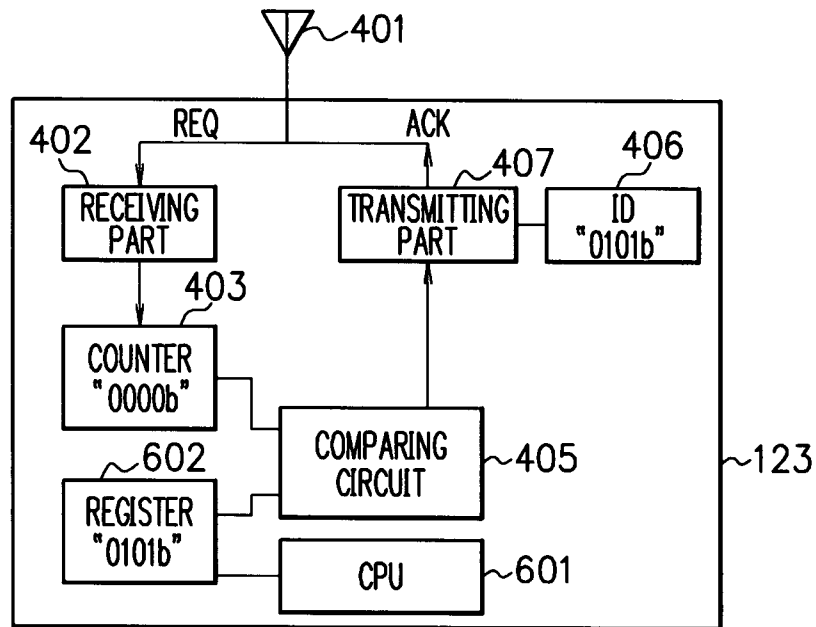 401
REQ
ACK
402
407
406
RECEIVING
PART
TRANSMITTING
PART
ID
"0101b"
403
COUNTER
"0000b"
COMPARING
CIRCUIT
405
123
602
REGISTER
"0101b"
CPU
601